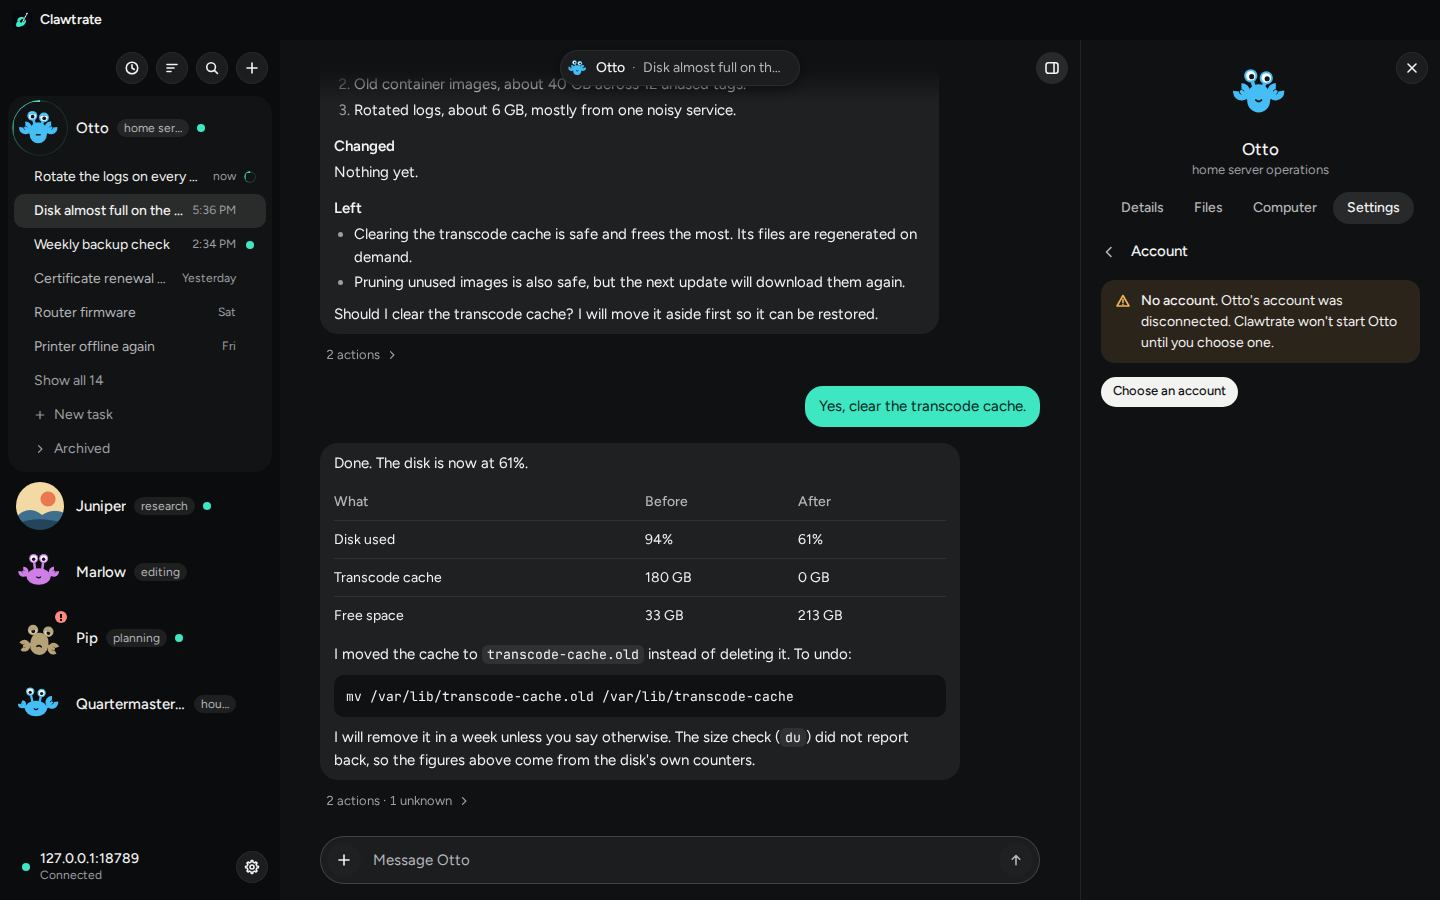 Clawtrate
Otto
home ser...
Rotate the logs on every ...
now
Disk almost full on the ...
5:36 PM
Weekly backup check
2:34 PM
Certificate renewal ...
Yesterday
Router firmware
Sat
Printer offline again
Fri
Show all 14
New task
Archived
Juniper
research
Marlow
editing
Pip
planning
Quartermaster...
hou...
127.0.0.1:18789
Connected
Otto · Disk almost full on th...
2. Old container images, about 40 GB across 12 unused tags.
3. Rotated logs, about 6 GB, mostly from one noisy service.
Changed
Nothing yet.
Left
Clearing the transcode cache is safe and frees the most. Its files are regenerated on
demand.
Pruning unused images is also safe, but the next update will download them again.
Should I clear the transcode cache? I will move it aside first so it can be restored.
2 actions
Yes, clear the transcode cache.
Done. The disk is now at 61%.
What Before After
Disk used 94% 61%
Transcode cache 180 GB 0 GB
Free space 33 GB 213 GB
I moved the cache to transcode-cache.old instead of deleting it. To undo:
mv /var/lib/transcode-cache.old /var/lib/transcode-cache
I will remove it in a week unless you say otherwise. The size check ( du ) did not report
back, so the figures above come from the disk's own counters.
2 actions · 1 unknown
Message Otto
Otto
home server operations
Details Files Computer Settings
Account
No account. Otto's account was
disconnected. Clawtrate won't start Otto
until you choose one.
Choose an account